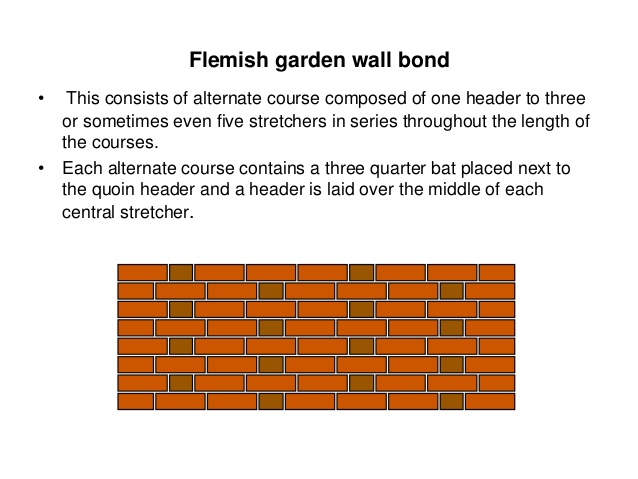 Flemish garden wall bond
• This consists of alternate course composed of one header to three
or sometimes even five stretchers in series throughout the length of
the courses.
• Each alternate course contains a three quarter bat placed next to
the quoin header and a header is laid over the middle of each
central stretcher.